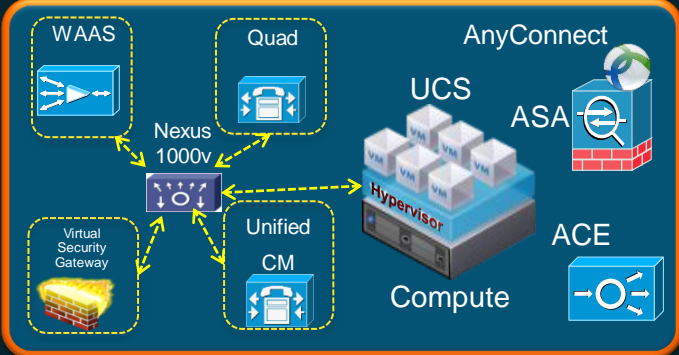 WAAS
Quad
AnyConnect
UCS
ASA
Nexus
1000v
VM
VM
VM
VM
VM
VM
Hypervisor
Virtual
Security
Gateway
Unified
CM
ACE
Compute